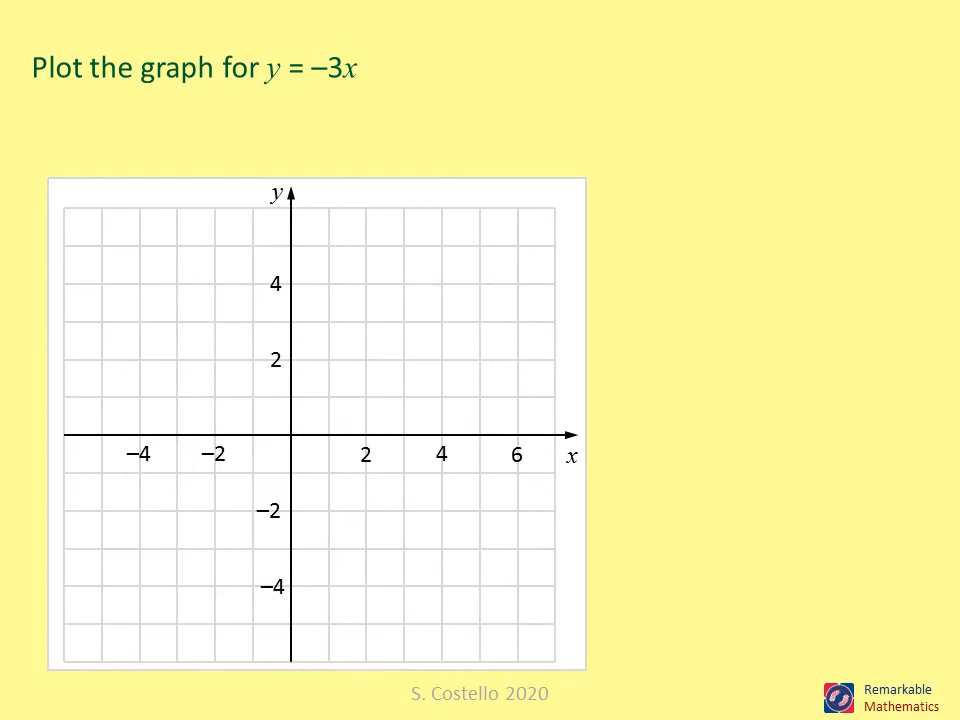 Plot the graph for y = –3x
y
4
2
–4 –2 2 4 6 x
–2
–4
S. Costello 2020
Remarkable
Mathematics